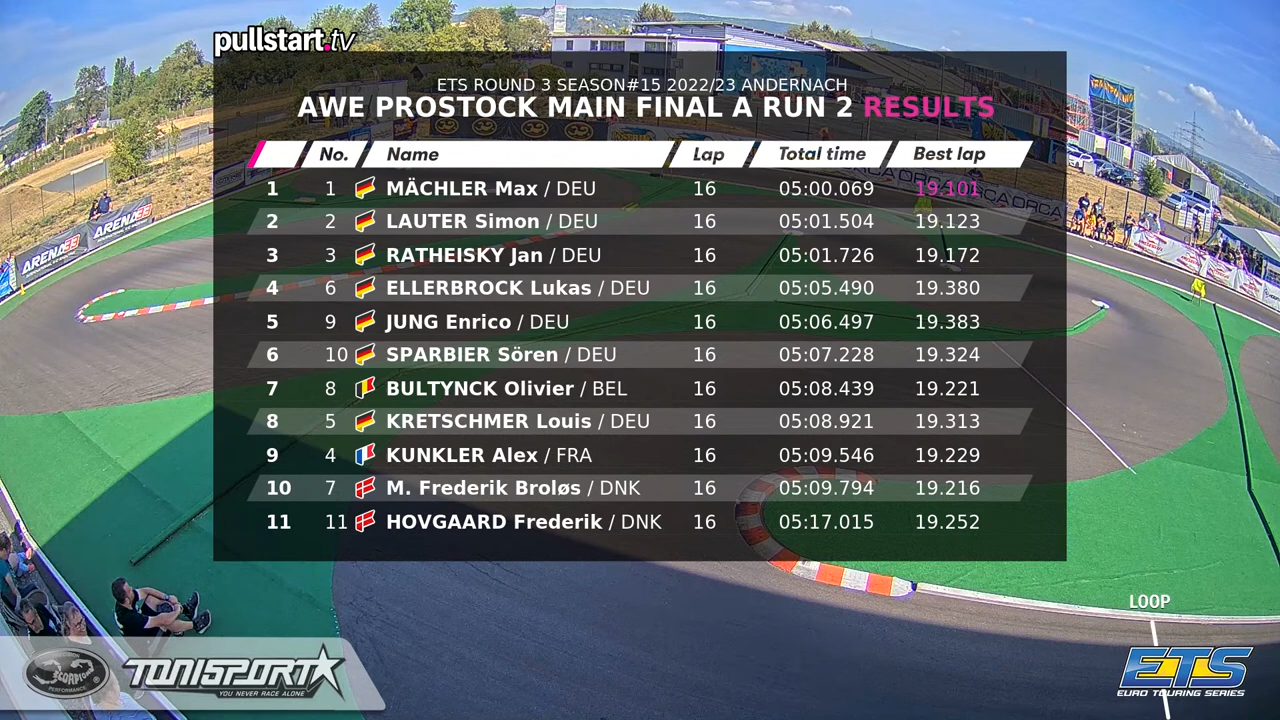 pullstart.tv
ETS ROUND 3 SEASON#15 2022/23 ANDERNACH
AWE PROSTOCK MAIN FINAL A RUN 2 RESULTS
No. Name Lap Total time Best lap
1 1 MÄCHLER Max / DEU 16 05:00.069 19.101
2 2 LAUTER Simon / DEU 16 05:01.504 19.123
3 3 RATHEISKY Jan / DEU 16 05:01.726 19.172
4 6 ELLERBROCK Lukas / DEU 16 05:05.490 19.380
5 9 JUNG Enrico / DEU 16 05:06.497 19.383
6 10 SPARBIER Sören / DEU 16 05:07.228 19.324
7 8 BULTYNCK Olivier / BEL 16 05:08.439 19.221
8 5 KRETSCHMER Louis / DEU 16 05:08.921 19.313
9 4 KUNKLER Alex / FRA 16 05:09.546 19.229
10 7 M. Frederik Broløs / DNK 16 05:09.794 19.216
11 11 HOVGAARD Frederik / DNK 16 05:17.015 19.252
ARENAEE
ARENAEE
ORCA
ORCA
LOOP
SCORPION
PERFORMANCE
TONISPORT
YOU NEVER RACE ALONE
ETS
EURO TOURING SERIES